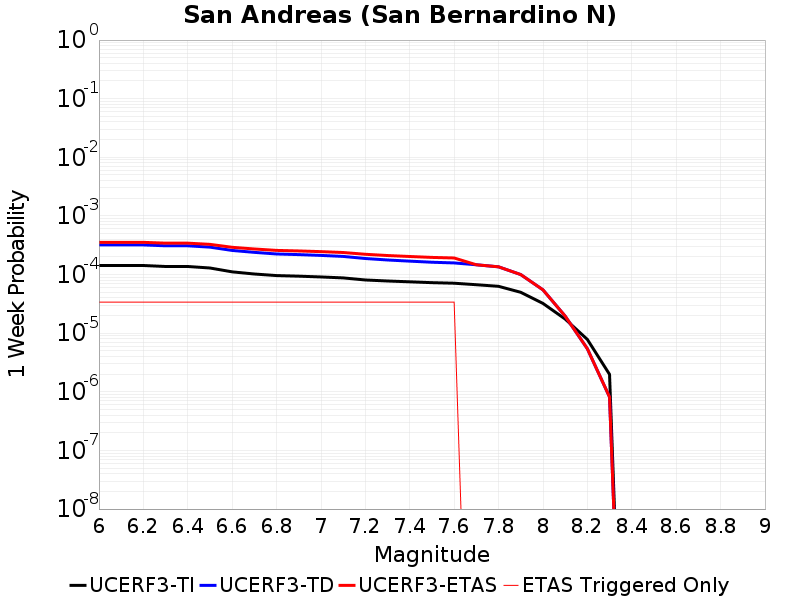 San Andreas (San Bernardino N)
1 Week Probability
10^0
10^-1
10^-2
10^-3
10^-4
10^-5
10^-6
10^-7
10^-8
6 6.2 6.4 6.6 6.8 7 7.2 7.4 7.6 7.8 8 8.2 8.4 8.6 8.8 9
Magnitude
UCERF3-TI UCERF3-TD UCERF3-ETAS ETAS Triggered Only